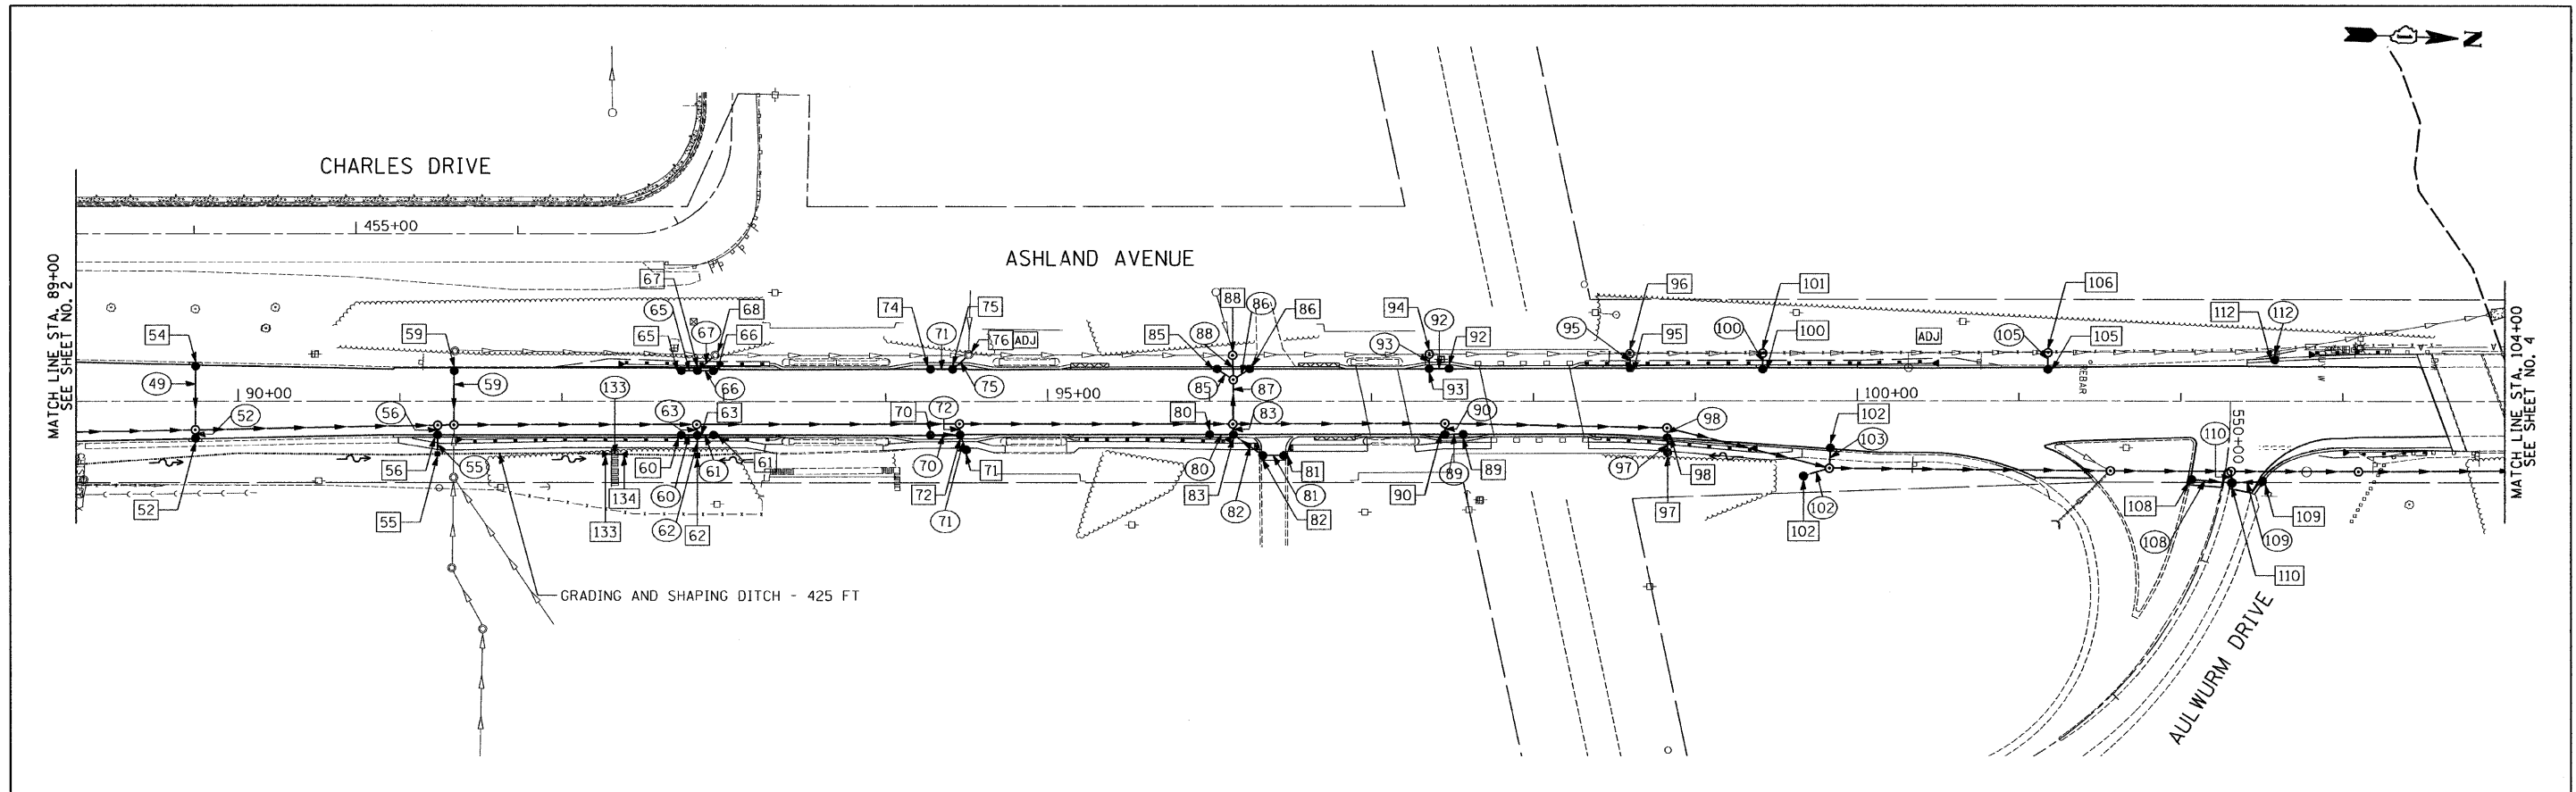 N
CHARLES DRIVE
455+00
ASHLAND AVENUE
MATCH LINE STA. 89+00
SEE SHEET NO. 2
MATCH LINE STA. 104+00
SEE SHEET NO. 4
67
65 67 68
65 66
66
54 59
49 59
74 71 75
76 ADJ
75
88 86 86
85 88
85 87
94 92
93 92
93
96 101 106
95 95 100 100 105 105
ADJ
112 112
REBAR
90+00 95+00 100+00
550+00
52 56
56 55
52 55
133
63 63
60 61 61
60
134
133 62 62
70 72
70 71
72 71
80 83
80 81
83 82 81
82
90
89 89
90
98
97 98
97
102
103
102 102
110
108 109
108 109
110
GRADING AND SHAPING DITCH - 425 FT
AULWURM DRIVE